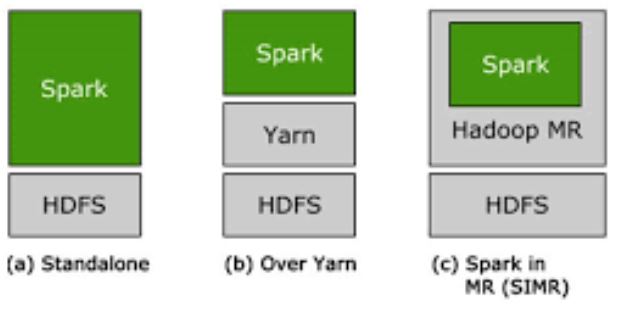 Spark
HDFS
(a) Standalone
Spark
Yarn
HDFS
(b) Over Yarn
Spark
Hadoop MR
HDFS
(c) Spark in
MR (SIMR)